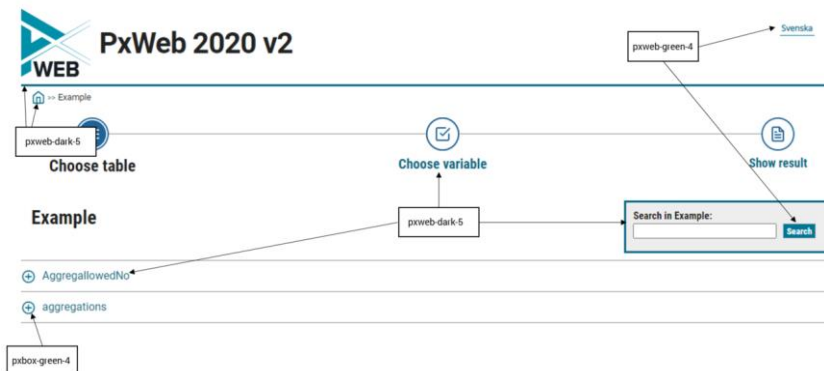 PxWeb 2020 v2
WEB
Svenska
pxweb-green-4
>> Example
pxweb-dark-5
Choose table
Choose variable
Show result
Example
pxweb-dark-5
Search in Example:
Search
AggregallowedNo
aggregations
pxbox-green-4